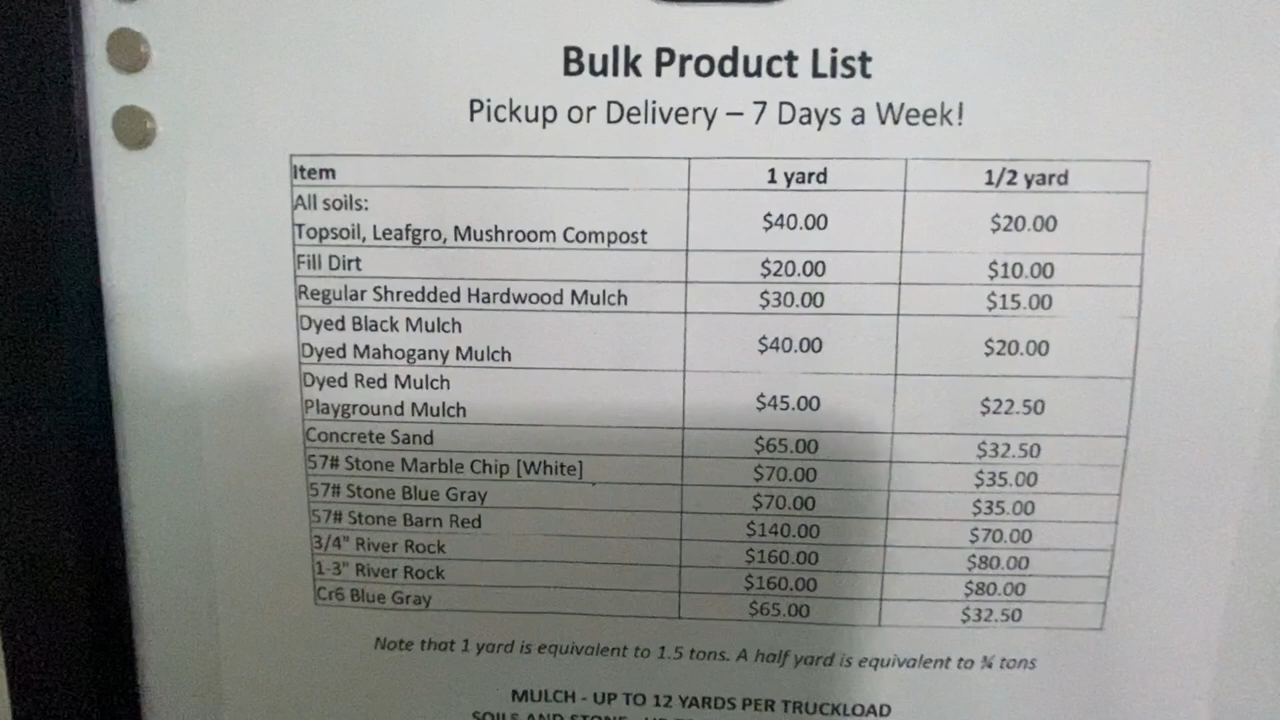 Bulk Product List
Pickup or Delivery – 7 Days a Week!
Item 1 yard 1/2 yard
All soils:
Topsoil, Leafgro, Mushroom Compost $40.00 $20.00
Fill Dirt $20.00 $10.00
Regular Shredded Hardwood Mulch $30.00 $15.00
Dyed Black Mulch
Dyed Mahogany Mulch $40.00 $20.00
Dyed Red Mulch
Playground Mulch $45.00 $22.50
Concrete Sand $65.00 $32.50
57# Stone Marble Chip [White] $70.00 $35.00
57# Stone Blue Gray $70.00 $35.00
57# Stone Barn Red $140.00 $70.00
3/4" River Rock $160.00 $80.00
1-3" River Rock $160.00 $80.00
Cr6 Blue Gray $65.00 $32.50
Note that 1 yard is equivalent to 1.5 tons. A half yard is equivalent to ¾ tons
MULCH - UP TO 12 YARDS PER TRUCKLOAD
SOILS AND STONE - UP